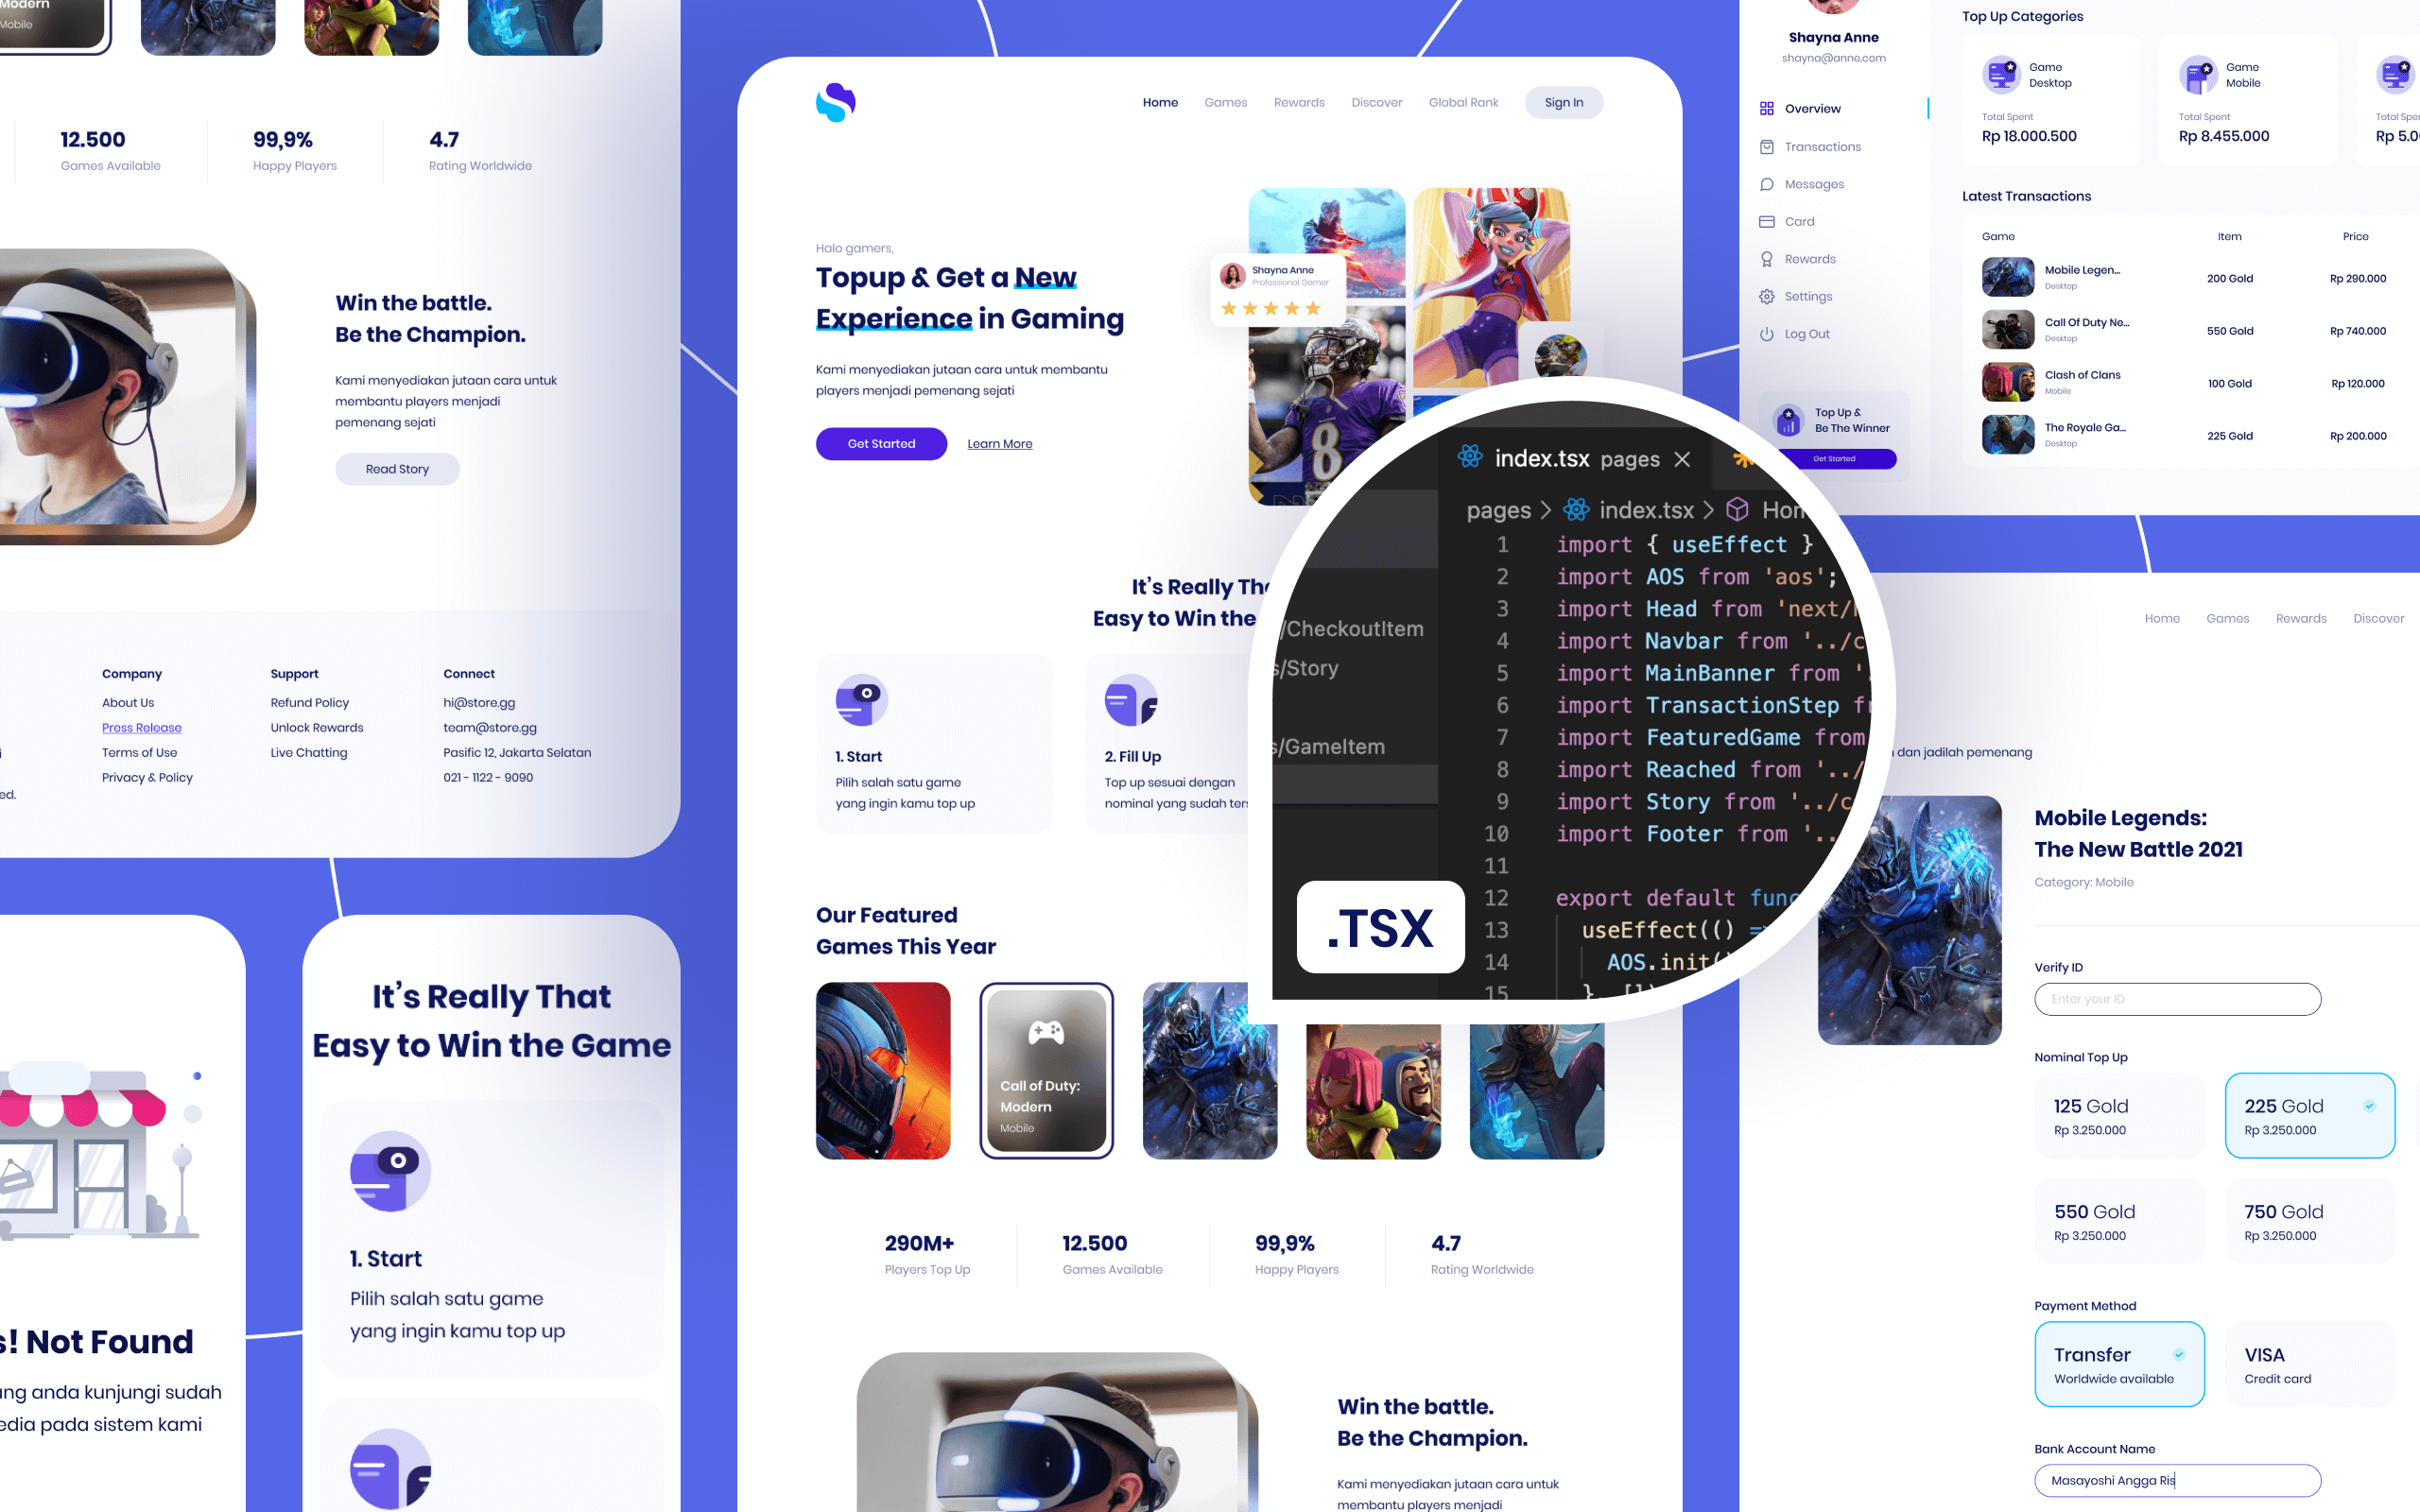 Modern
Mobile
12.500
Games Available
99,9%
Happy Players
4.7
Rating Worldwide
Win the battle.
Be the Champion.
Kami menyediakan jutaan cara untuk
membantu players menjadi
pemenang sejati
Read Story
Company
About Us
Press Release
Terms of Use
Privacy & Policy
Support
Refund Policy
Unlock Rewards
Live Chatting
Connect
hi@store.gg
team@store.gg
Pasific 12, Jakarta Selatan
021 - 1122 - 9090
ed.
s! Not Found
ang anda kunjungi sudah
edia pada sistem kami
It's Really That
Easy to Win the Game
1. Start
Pilih salah satu game
yang ingin kamu top up
Home Games Rewards Discover Global Rank Sign In
Halo gamers,
Topup & Get a New
Experience in Gaming
Kami menyediakan jutaan cara untuk membantu
players menjadi pemenang sejati
Get Started Learn More
Shayna Anne
Professional Gamer
8
It's Really Tha
Easy to Win the
1. Start
Pilih salah satu game
yang ingin kamu top up
2. Fill Up
Top up sesuai dengan
nominal yang sudah ters
Our Featured
Games This Year
Call of Duty:
Modern
Mobile
290M+
Players Top Up
12.500
Games Available
99,9%
Happy Players
4.7
Rating Worldwide
Win the battle.
Be the Champion.
Kami menyediakan jutaan cara untuk
membantu players menjadi
index.tsx pages
pages > index.tsx > Hom
/CheckoutItem
s/Story
s/GameItem
1 import { useEffect }
2 import AOS from 'aos';
3 import Head from 'next/
4 import Navbar from '../c
5 import MainBanner from '
6 import TransactionStep fr
7 import FeaturedGame from
8 import Reached from '../
9 import Story from '../c
10 import Footer from '..
11
12 export default func
13 useEffect(() =>
14 AOS.init()
15 }, [])
.TSX
Shayna Anne
shayna@anne.com
Overview
Transactions
Messages
Card
Rewards
Settings
Log Out
Top Up &
Be The Winner
Get Started
Top Up Categories
Game
Desktop
Total Spent
Rp 18.000.500
Game
Mobile
Total Spent
Rp 8.455.000
Total Spe
Rp 5.0
Latest Transactions
Game Item Price
Mobile Legen...
Desktop
200 Gold Rp 290.000
Call Of Duty Ne...
Desktop
550 Gold Rp 740.000
Clash of Clans
Mobile
100 Gold Rp 120.000
The Royale Ga...
Desktop
225 Gold Rp 200.000
Home Games Rewards Discover
dan jadilah pemenang
Mobile Legends:
The New Battle 2021
Category: Mobile
Verify ID
Enter your ID
Nominal Top Up
125 Gold
Rp 3.250.000
225 Gold
Rp 3.250.000
550 Gold
Rp 3.250.000
750 Gold
Rp 3.250.000
Payment Method
Transfer
Worldwide available
VISA
Credit card
Bank Account Name
Masayoshi Angga Ris